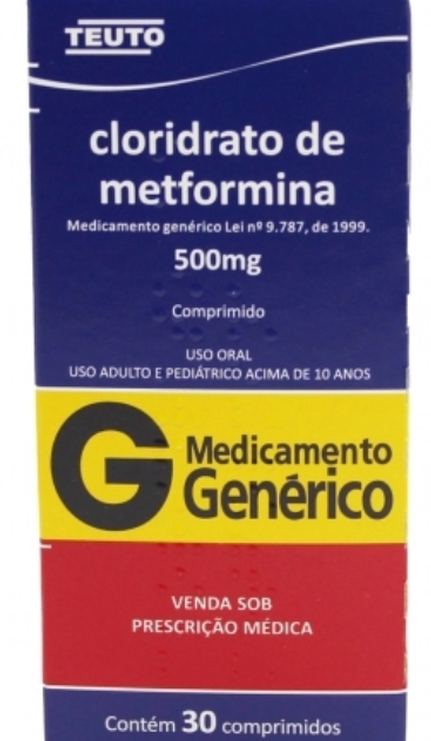 TEUTO
cloridrato de
metformina
Medicamento genérico Lei nº 9.787, de 1999.
500mg
Comprimido
USO ORAL
USO ADULTO E PEDIÁTRICO ACIMA DE 10 ANOS
G Medicamento
Genérico
VENDA SOB
PRESCRIÇÃO MÉDICA
Contém 30 comprimidos